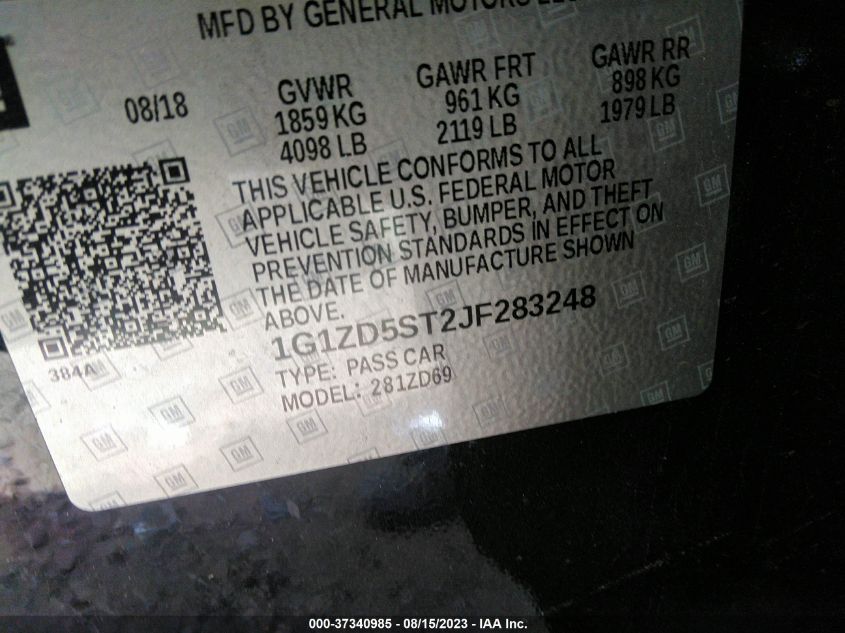 MFD BY GENERAL MOTORS LLC
08/18
GVWR
1859 KG
4098 LB
GAWR FRT
961 KG
2119 LB
GAWR RR
898 KG
1979 LB
THIS VEHICLE CONFORMS TO ALL
APPLICABLE U.S. FEDERAL MOTOR
VEHICLE SAFETY, BUMPER, AND THEFT
PREVENTION STANDARDS IN EFFECT ON
THE DATE OF MANUFACTURE SHOWN
ABOVE.
1G1ZD5ST2JF283248
TYPE: PASS CAR
MODEL: 281ZD69
384A
GM
000-37340985 - 08/15/2023 - IAA Inc.